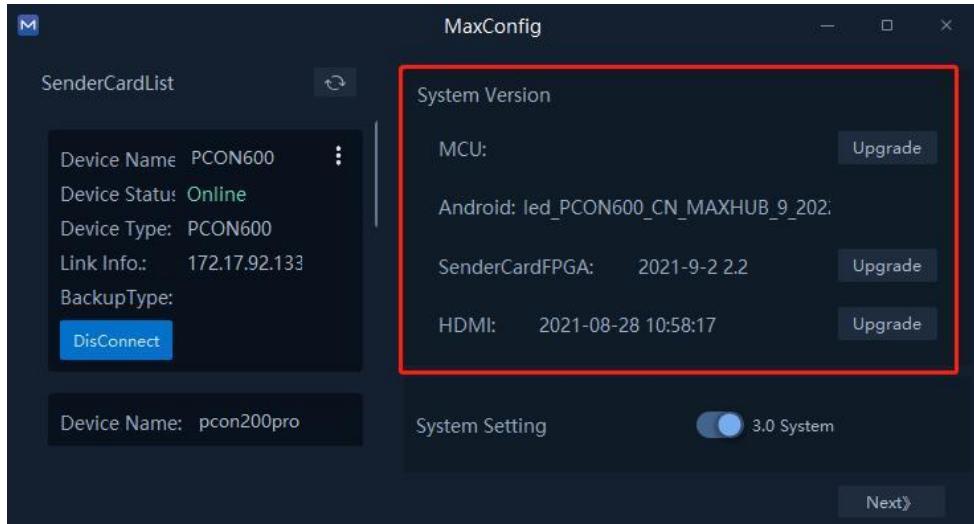 MaxConfig
SenderCardList
Device Name PCON600
Device Status Online
Device Type: PCON600
Link Info.: 172.17.92.133
BackupType:
DisConnect
Device Name: pcon200pro
System Version
MCU: Upgrade
Android: led_PCON600_CN_MAXHUB_9_202
SenderCardFPGA: 2021-9-2 2.2 Upgrade
HDMI: 2021-08-28 10:58:17 Upgrade
System Setting 3.0 System
Next》